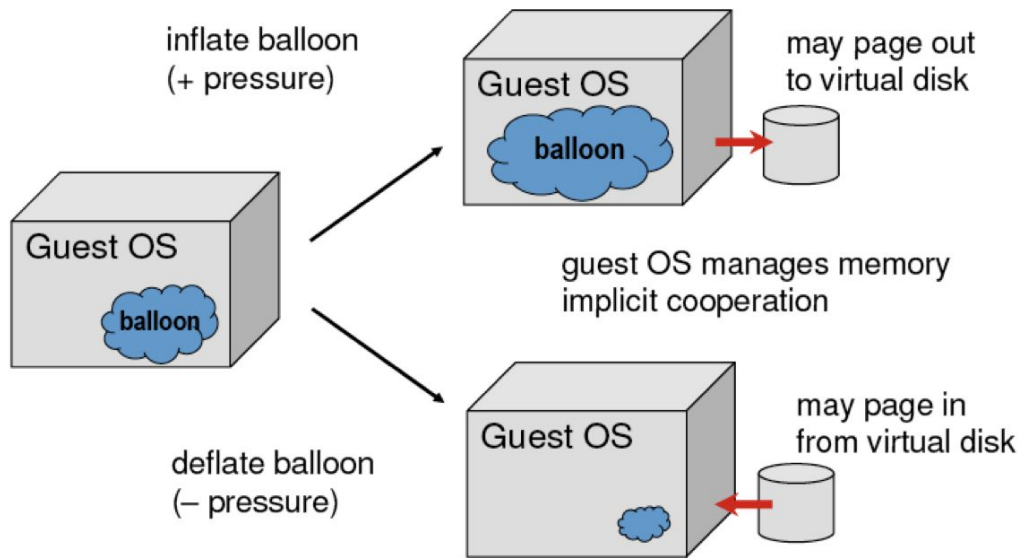 inflate balloon
(+ pressure)
Guest OS
balloon
may page out
to virtual disk
Guest OS
balloon
guest OS manages memory
implicit cooperation
deflate balloon
(– pressure)
Guest OS
may page in
from virtual disk